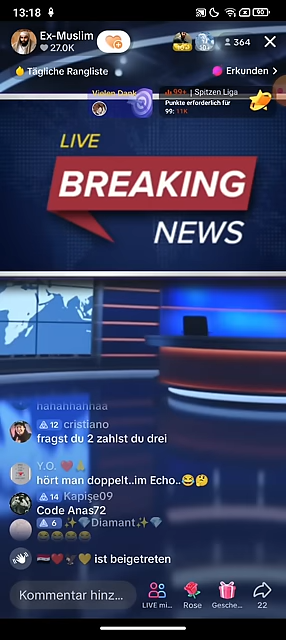 13:18
90
Ex-Muslim
27.0K
364
Tägliche Rangliste
Erkunden
Vielen Dank
99+ | Spitzen Liga
Punkte erforderlich für
99: 11K
LIVE
BREAKING
NEWS
hahahhahhaa
12 cristiano
fragst du 2 zahlst du drei
Y.O.
hört man doppelt..im Echo..😂🤔
14 Kapişe09
Code Anas72
6 ✨💎Diamant✨💎
😂😂😂😂
ist beigetreten
Kommentar hinz...
LIVE mi...
Rose
Gesche...
22